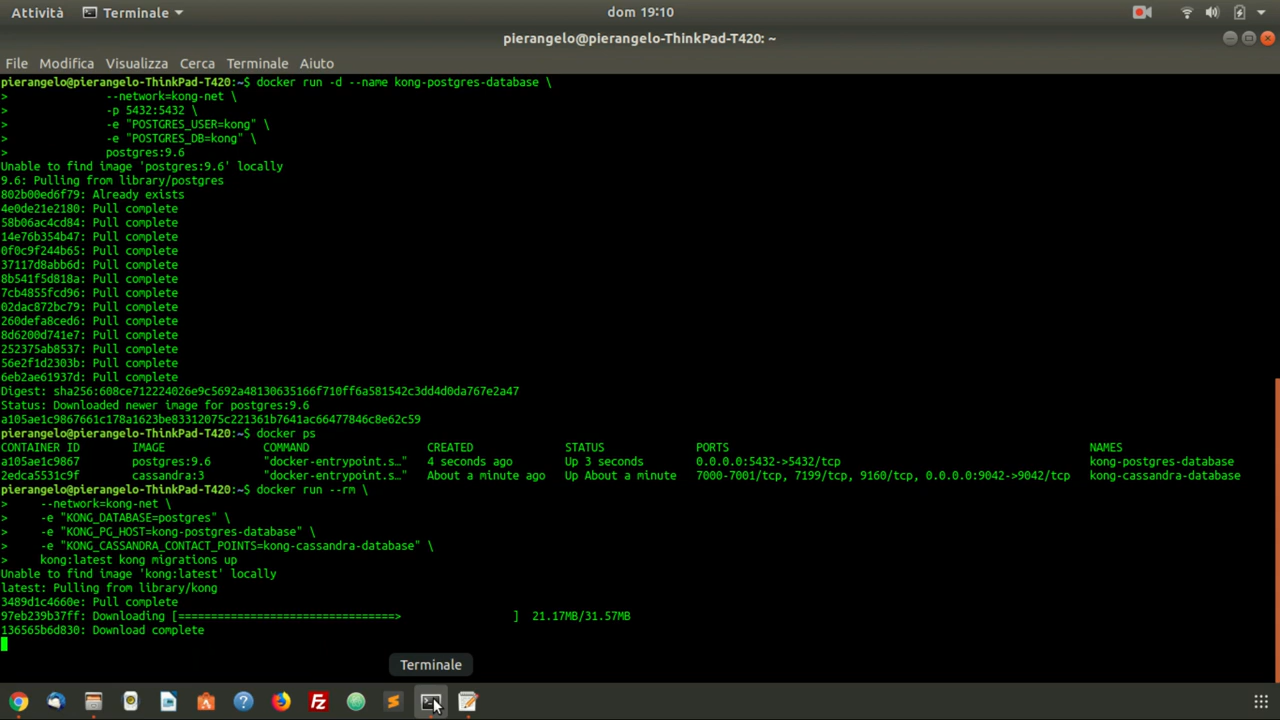 Attività
Terminale
dom 19:10
pierangelo@pierangelo-ThinkPad-T420: ~
File Modifica Visualizza Cerca Terminale Aiuto
pierangelo@pierangelo-ThinkPad-T420:~$ docker run -d --name kong-postgres-database \
> --network=kong-net \
> -p 5432:5432 \
> -e "POSTGRES_USER=kong" \
> -e "POSTGRES_DB=kong" \
> postgres:9.6
Unable to find image 'postgres:9.6' locally
9.6: Pulling from library/postgres
802b00ed6f79: Already exists
4e0de21e2180: Pull complete
58b06ac4cd84: Pull complete
14e76b354b47: Pull complete
0f0c9f244b65: Pull complete
37117d8abb6d: Pull complete
8b541f5d818a: Pull complete
7cb4855fcd96: Pull complete
02dac872bc79: Pull complete
260defa8ced6: Pull complete
8d6200d741e7: Pull complete
252375ab8537: Pull complete
56e2f1d2303b: Pull complete
6eb2ae61937d: Pull complete
Digest: sha256:608ce712224026e9c5692a48130635166f710ff6a581542c3dd4d0da767e2a47
Status: Downloaded newer image for postgres:9.6
a105ae1c9867661c178a1623be83312075c221361b7641ac66477846c8e62c59
pierangelo@pierangelo-ThinkPad-T420:~$ docker ps
CONTAINER ID IMAGE COMMAND CREATED STATUS PORTS NAMES
a105ae1c9867 postgres:9.6 "docker-entrypoint.s…" 4 seconds ago Up 3 seconds 0.0.0.0:5432->5432/tcp kong-postgres-database
2edca5531c9f cassandra:3 "docker-entrypoint.s…" About a minute ago Up About a minute 7000-7001/tcp, 7199/tcp, 9160/tcp, 0.0.0.0:9042->9042/tcp kong-cassandra-database
pierangelo@pierangelo-ThinkPad-T420:~$ docker run --rm \
> --network=kong-net \
> -e "KONG_DATABASE=postgres" \
> -e "KONG_PG_HOST=kong-postgres-database" \
> -e "KONG_CASSANDRA_CONTACT_POINTS=kong-cassandra-database" \
> kong:latest kong migrations up
Unable to find image 'kong:latest' locally
latest: Pulling from library/kong
3489d1c4660e: Pull complete
97eb239b37ff: Downloading [=================================> ] 21.17MB/31.57MB
136565b6d830: Download complete
Terminale